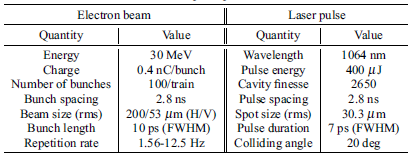 Electron beam Laser pulse
Quantity Value Quantity Value
Energy 30 MeV Wavelength 1064 nm
Charge 0.4 nC/bunch Pulse energy 400 μJ
Number of bunches 100/train Cavity finesse 2650
Bunch spacing 2.8 ns Pulse spacing 2.8 ns
Beam size (rms) 200/53 μm (H/V) Spot size (rms) 30.3 μm
Bunch length 10 ps (FWHM) Pulse duration 7 ps (FWHM)
Repetition rate 1.56-12.5 Hz Colliding angle 20 deg